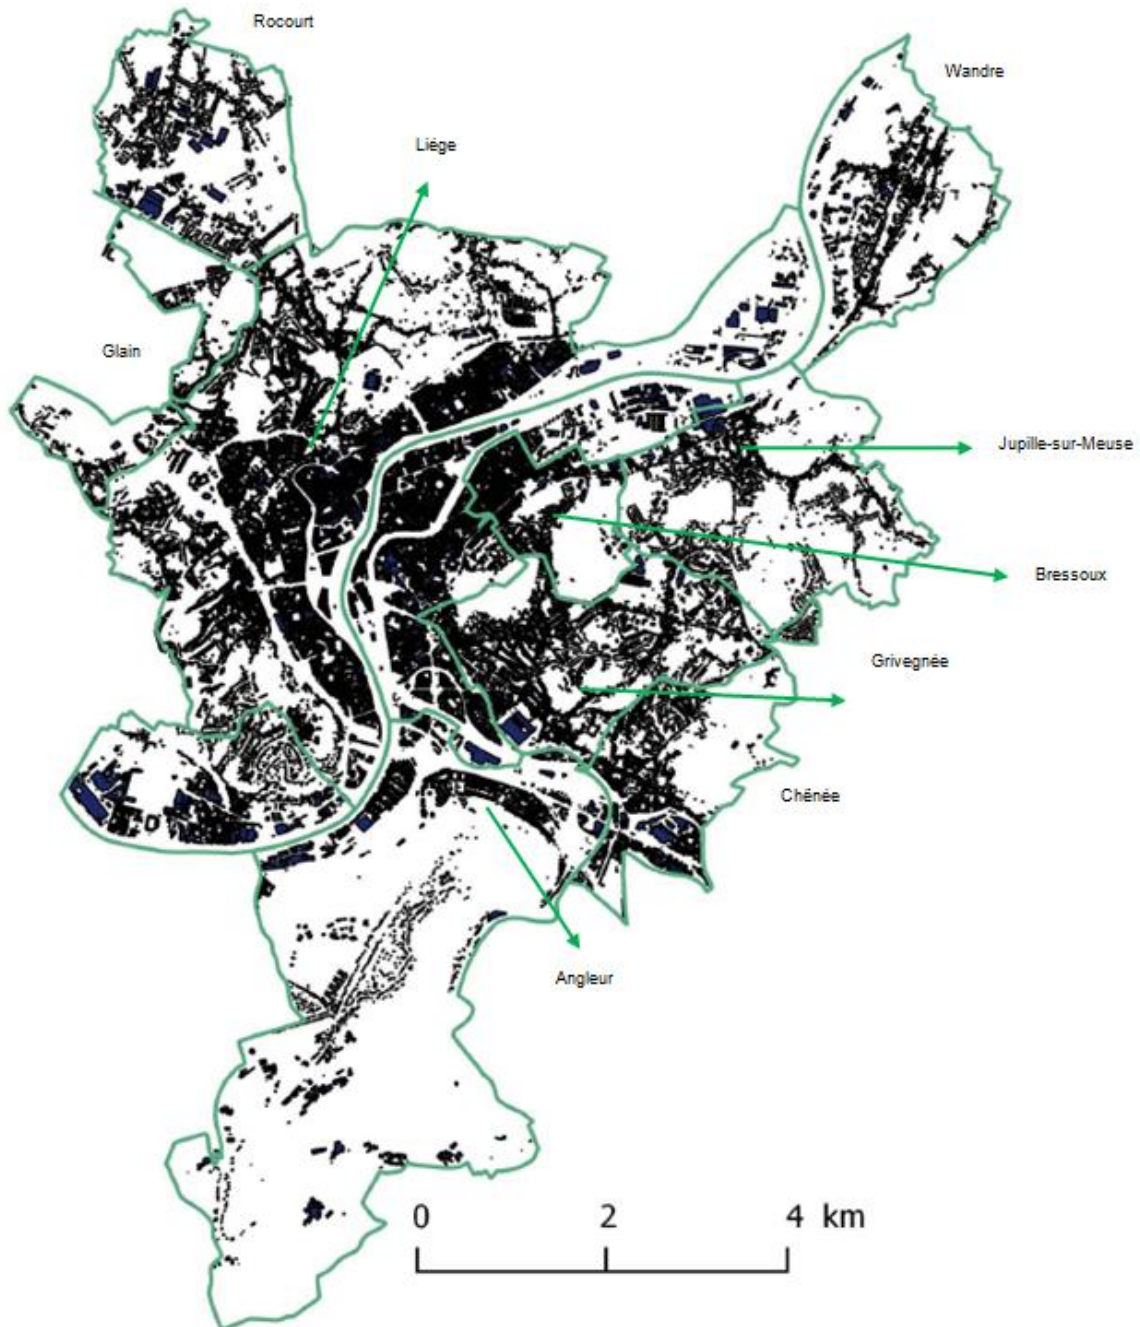 Rocourt
Wandre
Liége
Glain
Jupille-sur-Meuse
Bressoux
Grivegnée
Chênée
Angleur
0 2 4 km